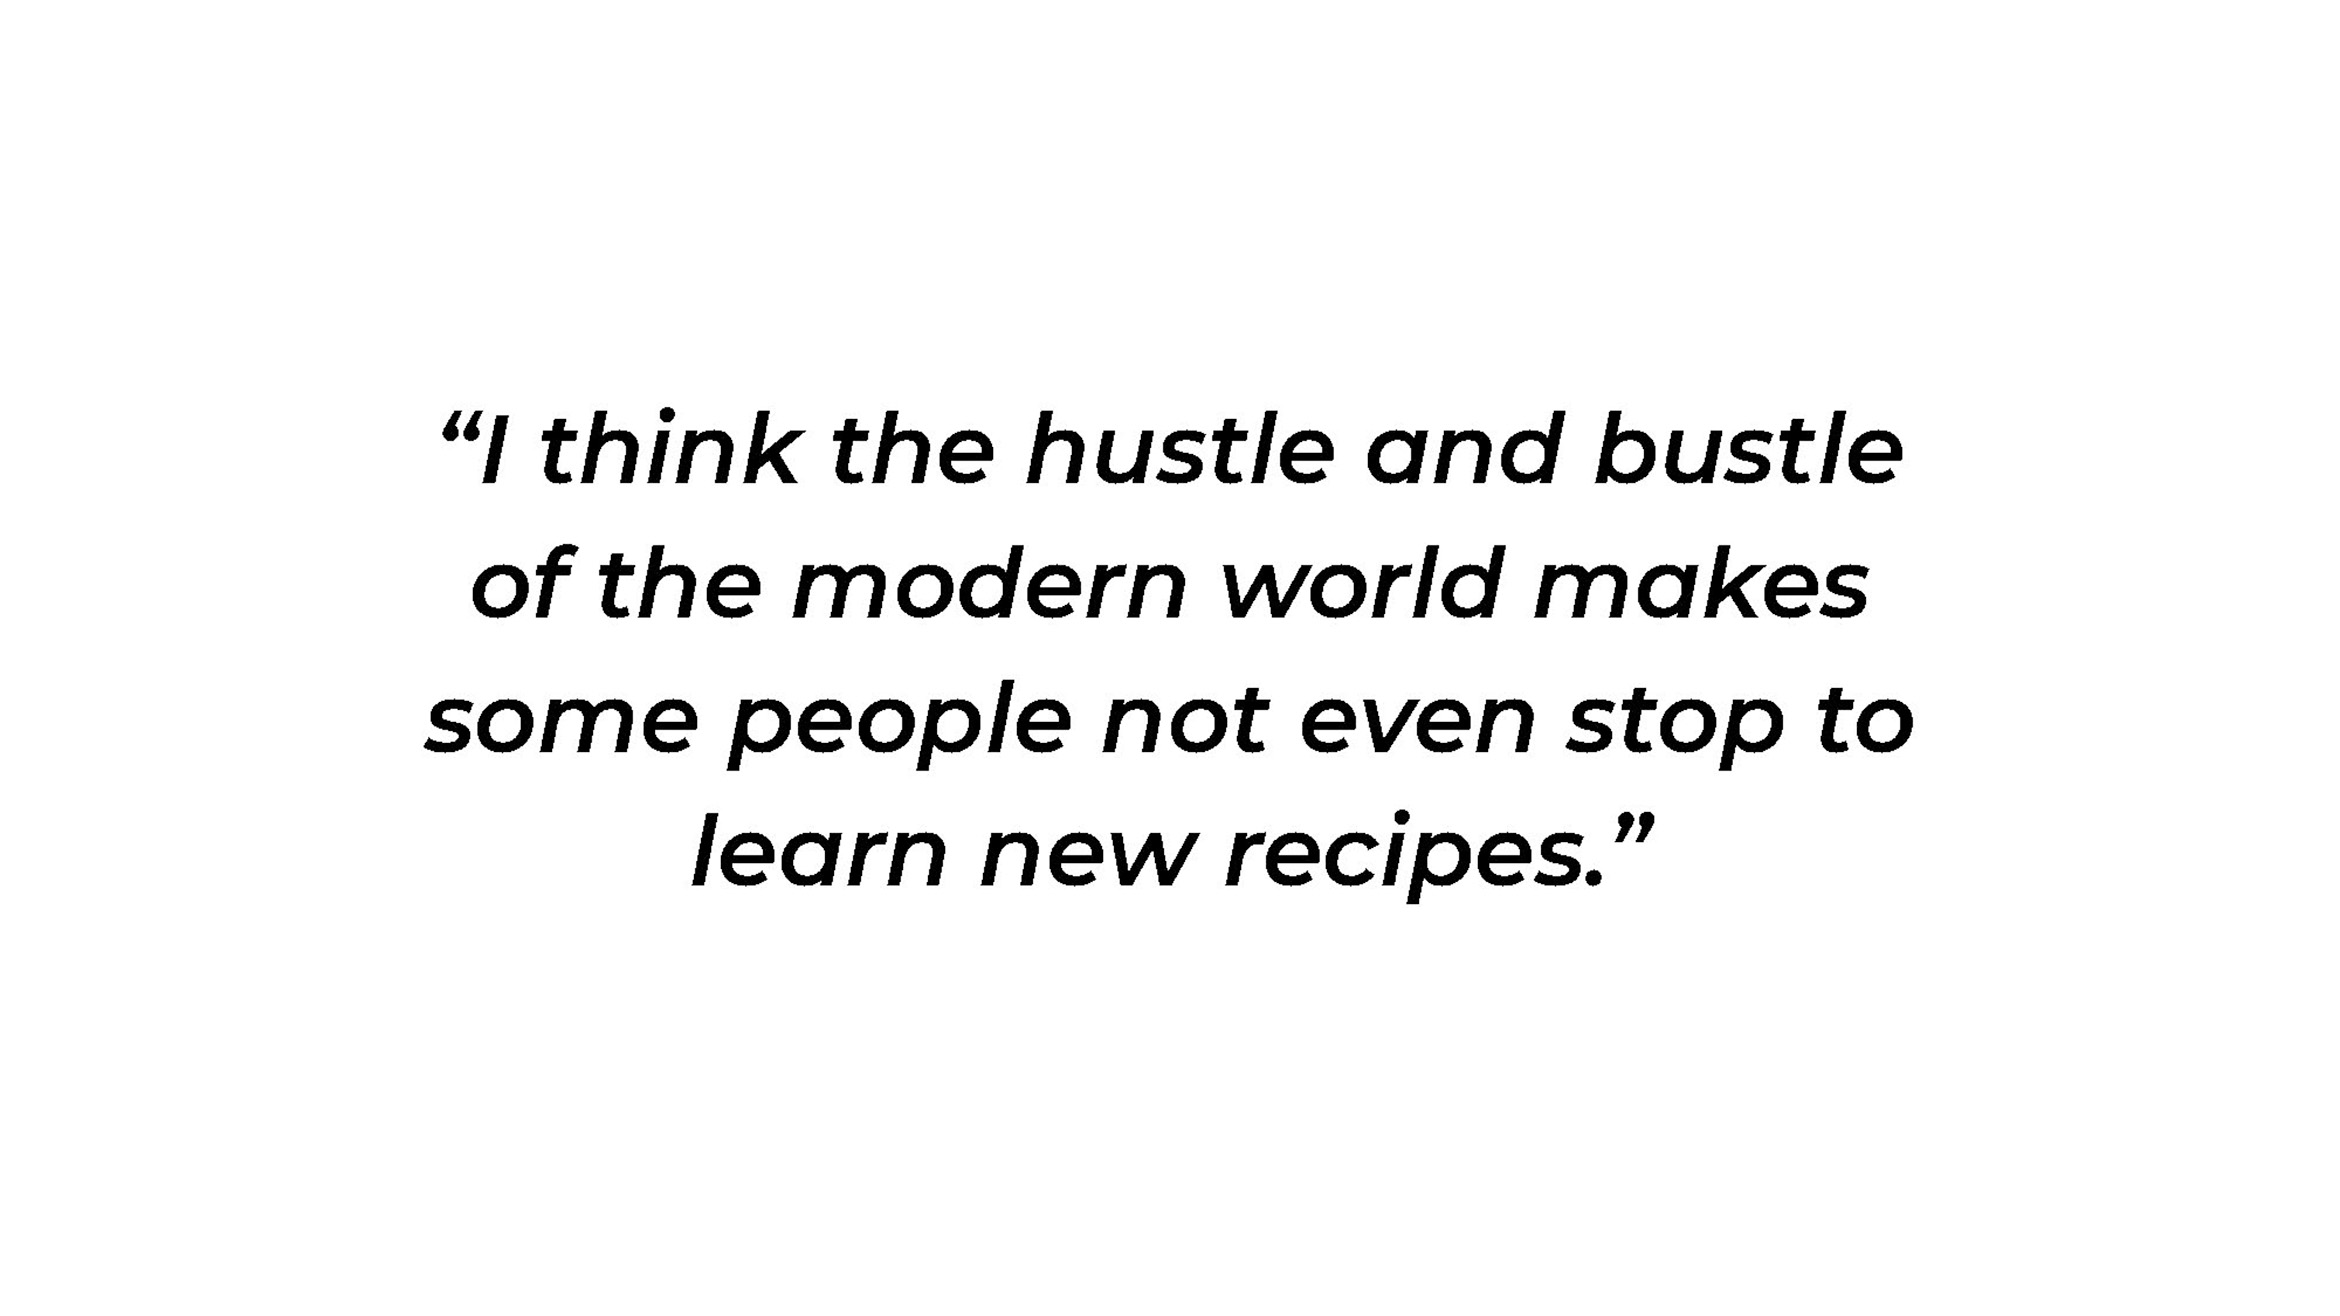 “I think the hustle and bustle
of the modern world makes
some people not even stop to
learn new recipes.”